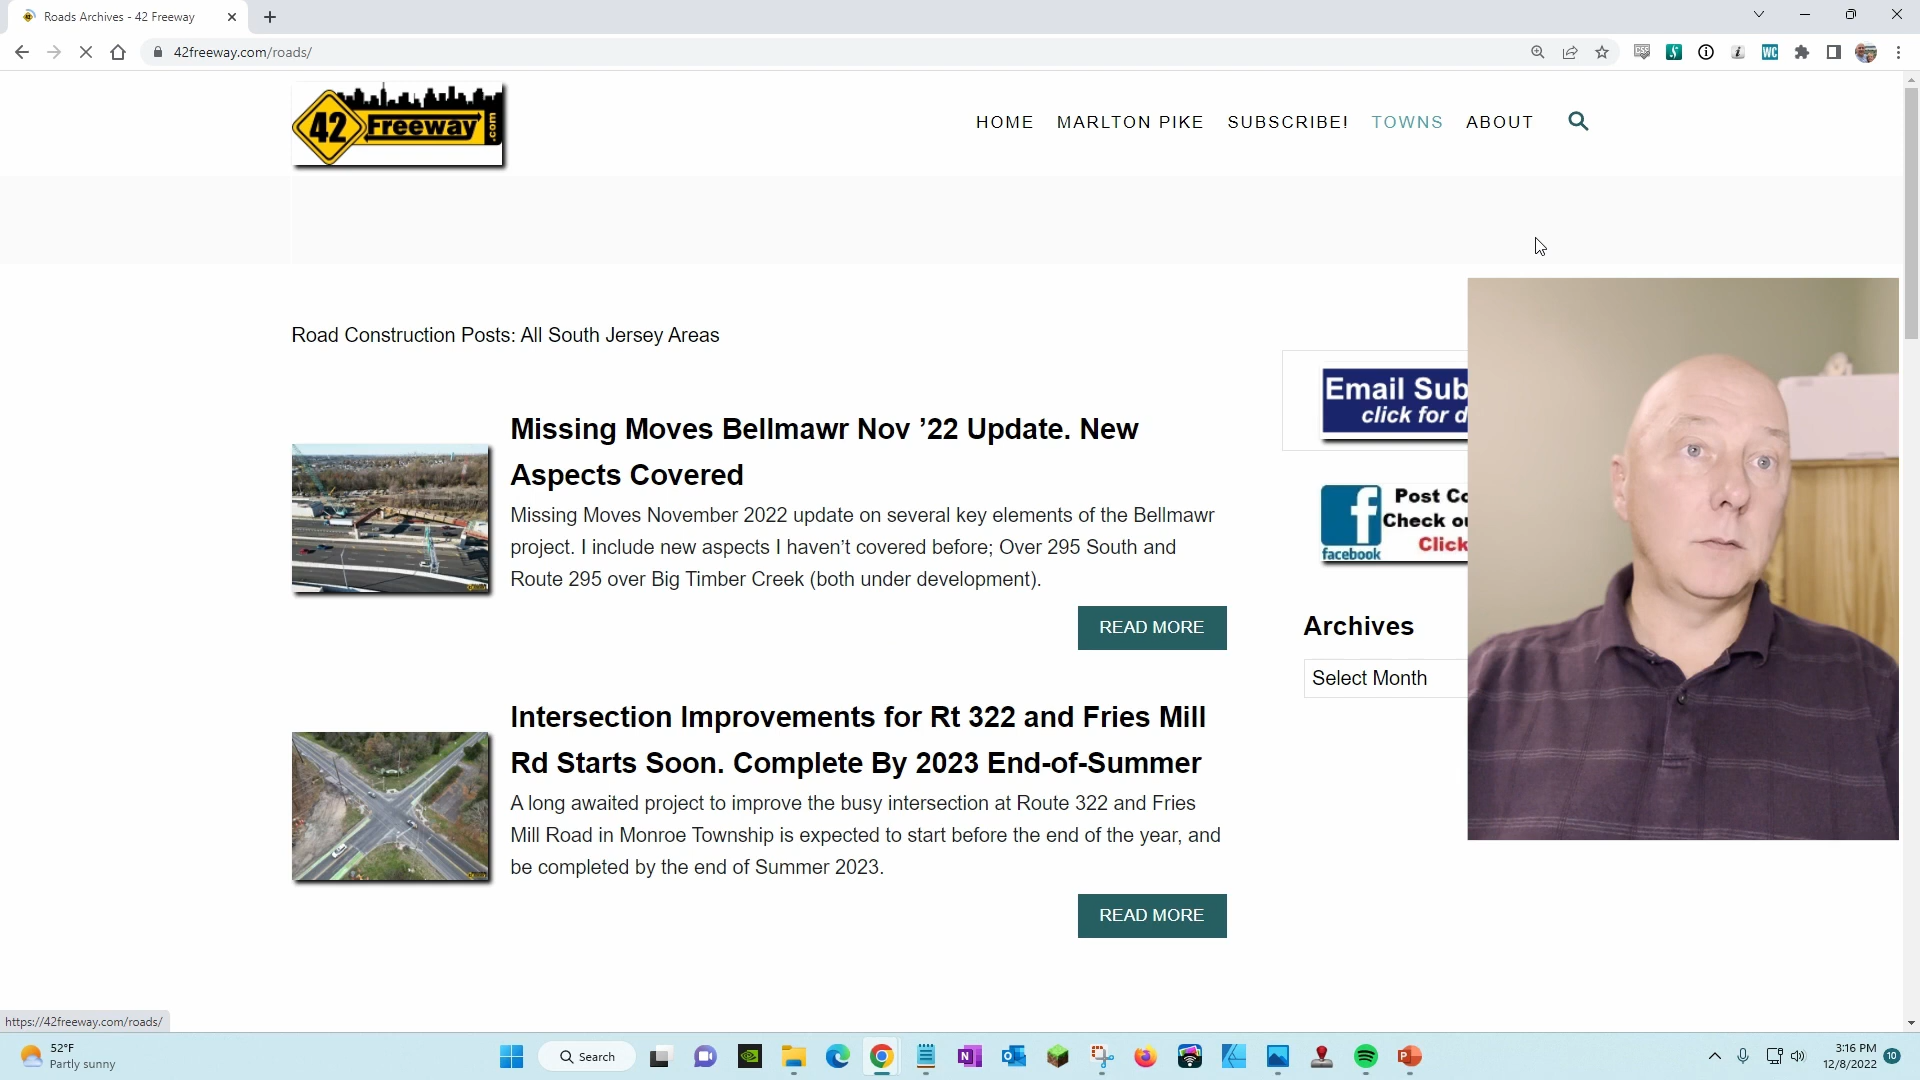 Roads Archives - 42 Freeway
42freeway.com/roads/
42 Freeway .com
HOME MARLTON PIKE SUBSCRIBE! TOWNS ABOUT
Road Construction Posts: All South Jersey Areas
Missing Moves Bellmawr Nov ’22 Update. New
Aspects Covered
Missing Moves November 2022 update on several key elements of the Bellmawr
project. I include new aspects I haven’t covered before; Over 295 South and
Route 295 over Big Timber Creek (both under development).
READ MORE
Intersection Improvements for Rt 322 and Fries Mill
Rd Starts Soon. Complete By 2023 End-of-Summer
A long awaited project to improve the busy intersection at Route 322 and Fries
Mill Road in Monroe Township is expected to start before the end of the year, and
be completed by the end of Summer 2023.
READ MORE
Email Sub
click for d
Post Co
Check ou
Click
facebook
Archives
Select Month
https://42freeway.com/roads/
52°F
Partly sunny
Search
3:16 PM
12/8/2022
10